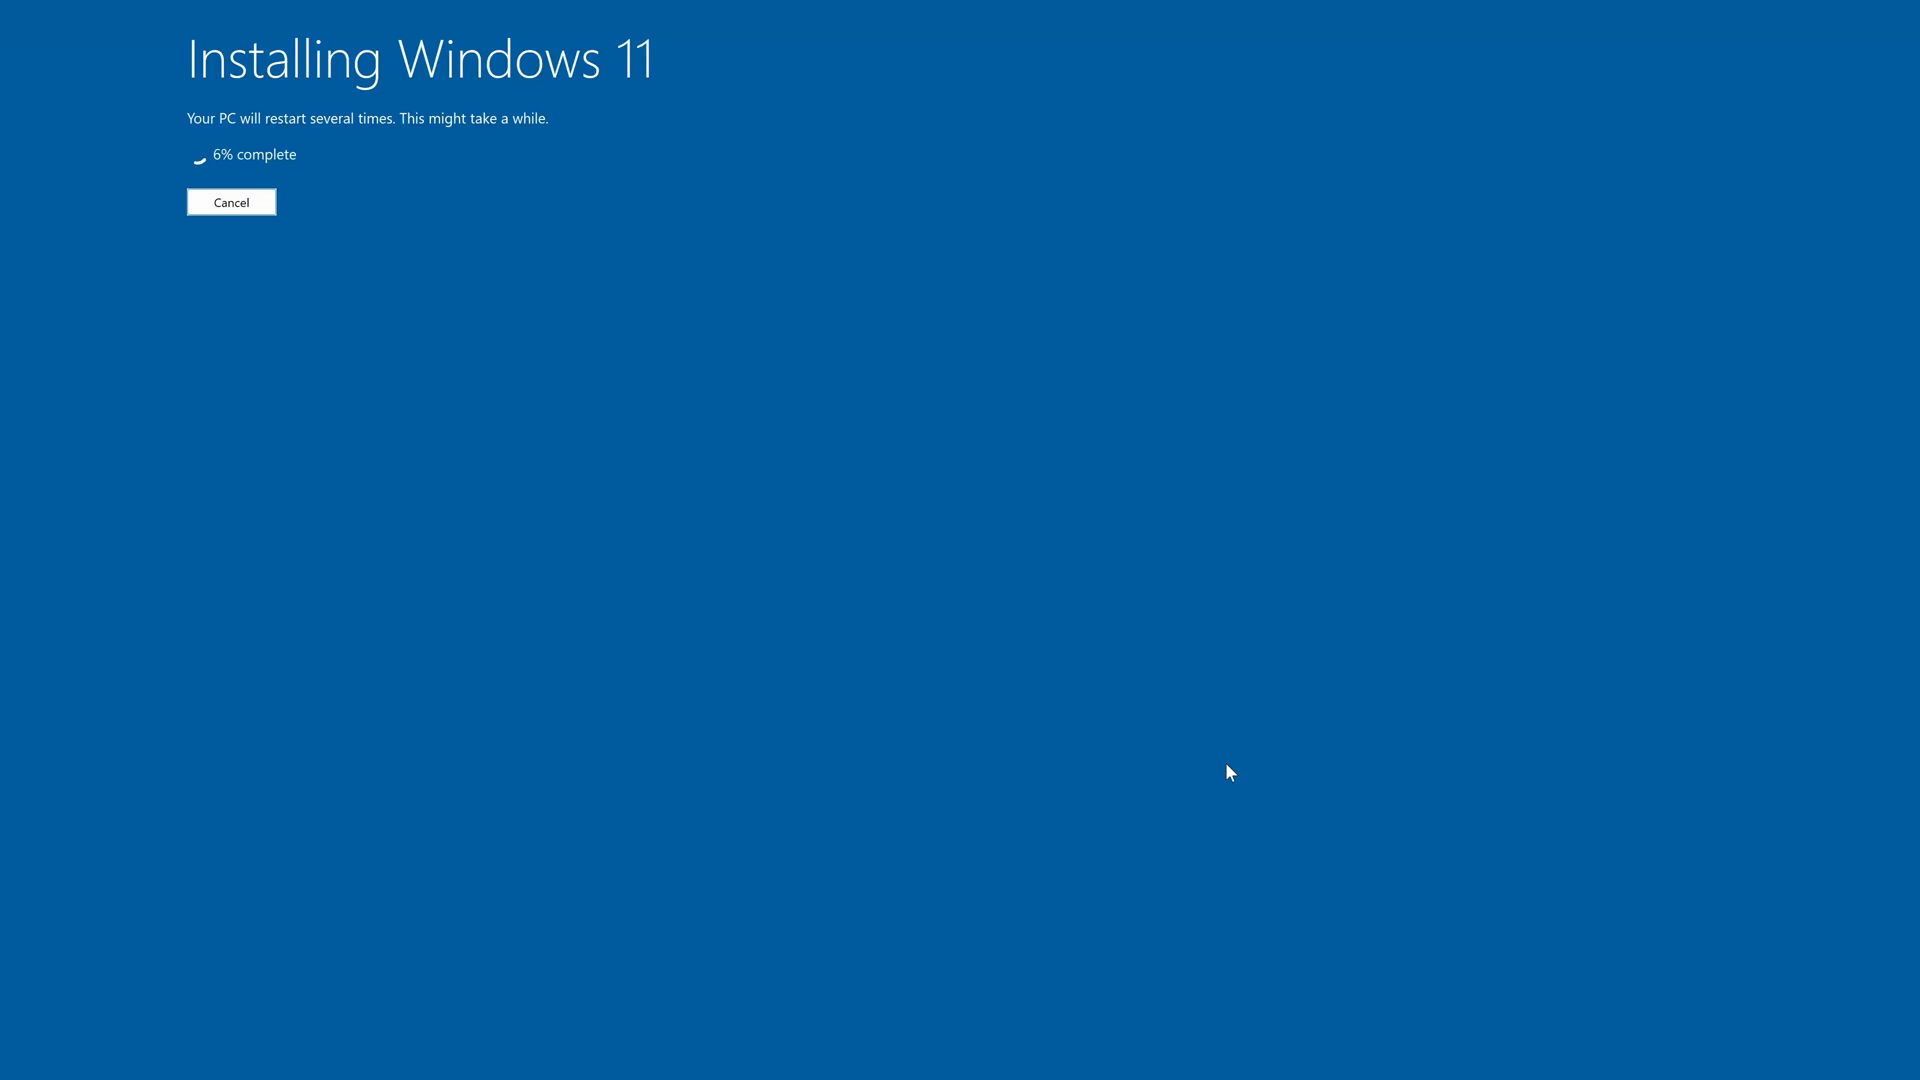 Installing Windows 11
Your PC will restart several times. This might take a while.
6% complete
Cancel